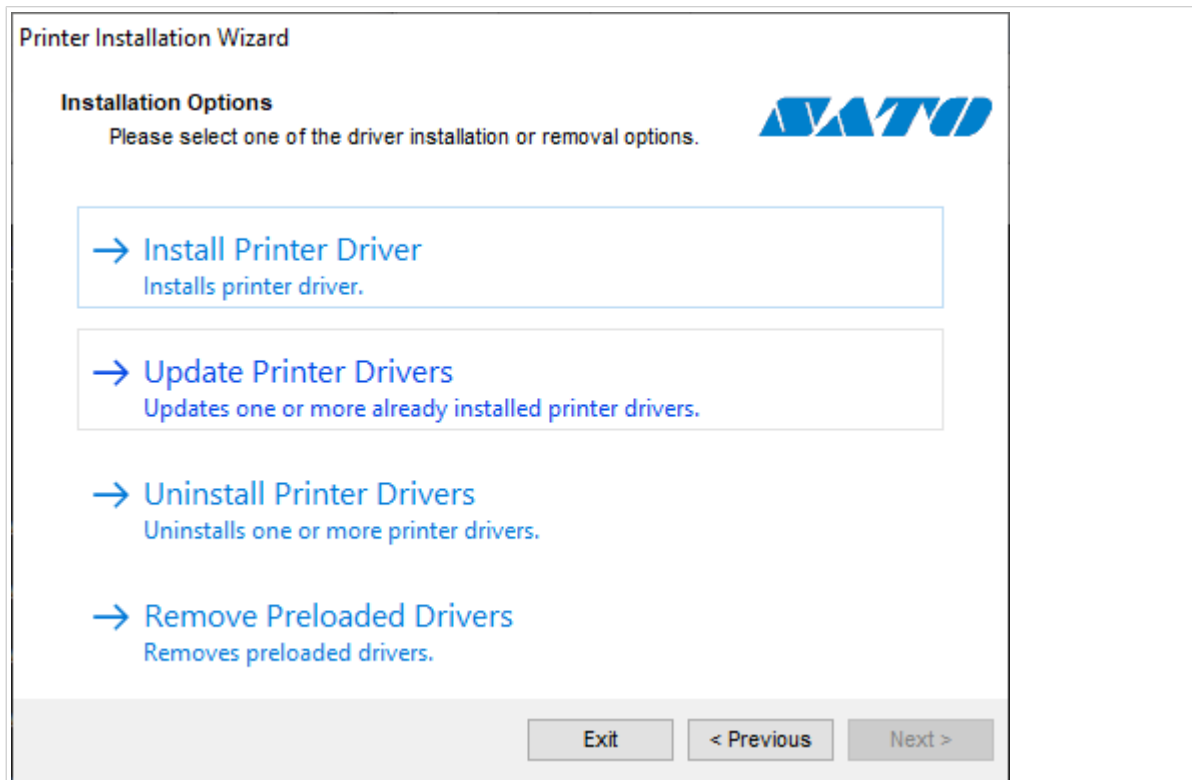 Printer Installation Wizard
Installation Options
Please select one of the driver installation or removal options.
SATO
Install Printer Driver
Installs printer driver.
Update Printer Drivers
Updates one or more already installed printer drivers.
Uninstall Printer Drivers
Uninstalls one or more printer drivers.
Remove Preloaded Drivers
Removes preloaded drivers.
Exit < Previous Next >